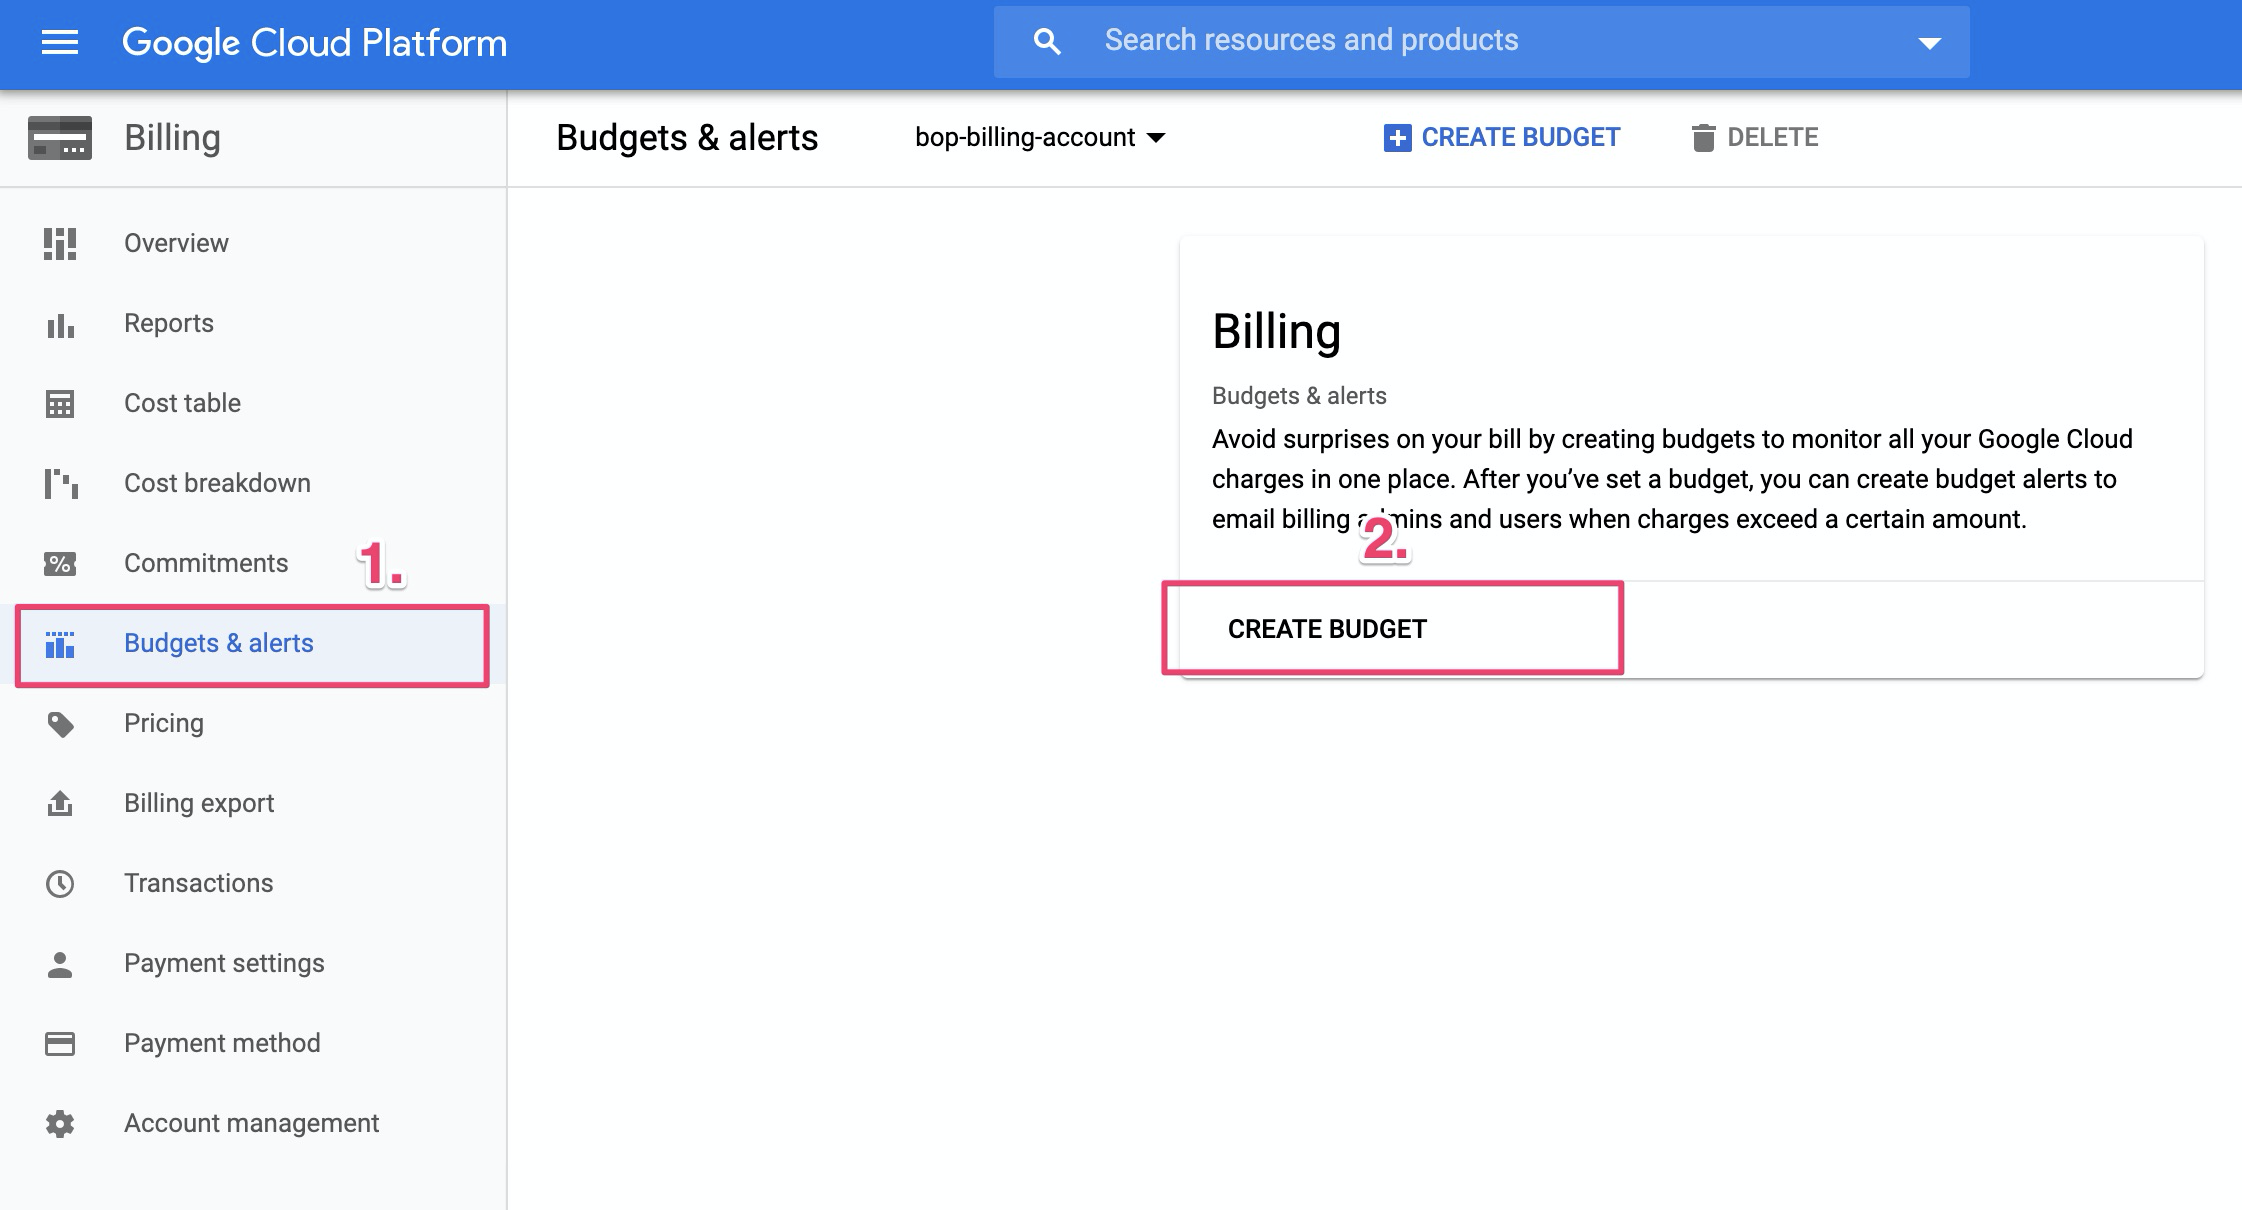 Google Cloud Platform
Search resources and products
Billing
Budgets & alerts
bop-billing-account
CREATE BUDGET
DELETE
Overview
Reports
Cost table
Cost breakdown
Commitments
1.
Budgets & alerts
Pricing
Billing export
Transactions
Payment settings
Payment method
Account management
Billing
Budgets & alerts
Avoid surprises on your bill by creating budgets to monitor all your Google Cloud
charges in one place. After you’ve set a budget, you can create budget alerts to
email billing admins and users when charges exceed a certain amount.
2.
CREATE BUDGET